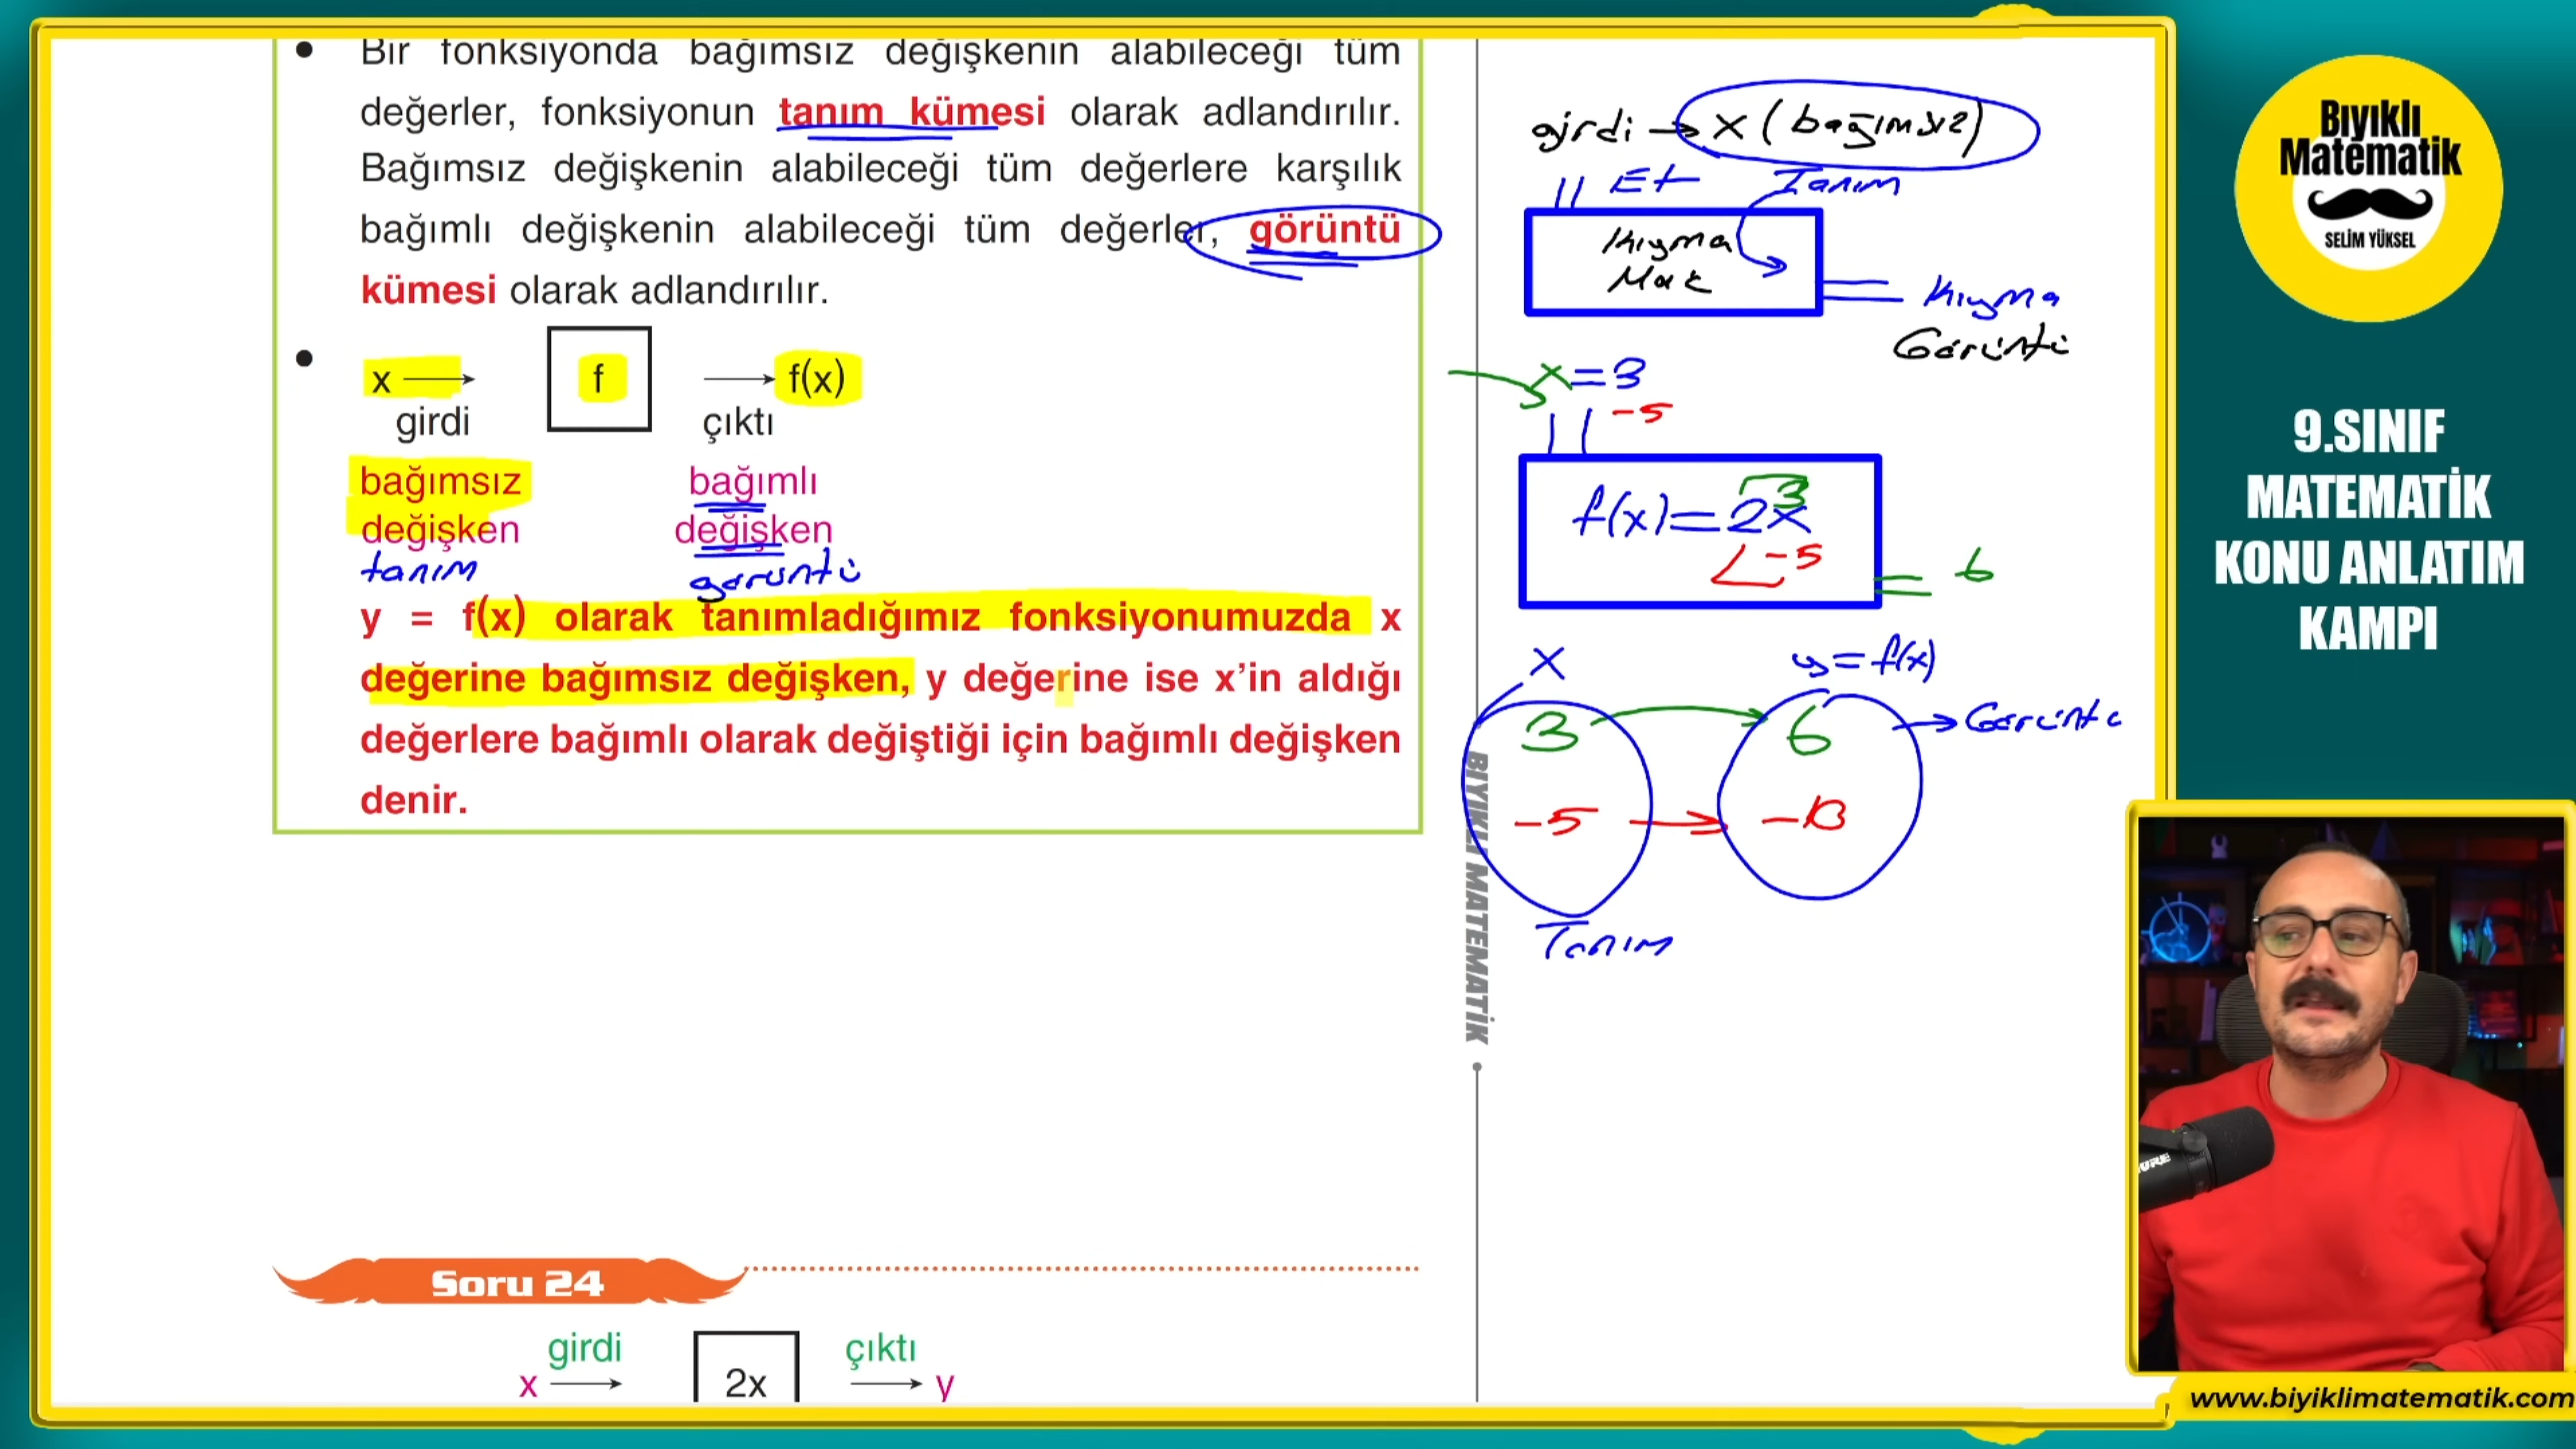 Bir fonksiyonda bağımsız değişkenin alabileceği tüm
değerler, fonksiyonun tanım kümesi olarak adlandırılır.
Bağımsız değişkenin alabileceği tüm değerlere karşılık
bağımlı değişkenin alabileceği tüm değerler, görüntü
kümesi olarak adlandırılır.
x → f → f(x)
girdi çıktı
bağımsız bağımlı
değişken değişken
tanım görüntü
y = f(x) olarak tanımladığımız fonksiyonumuzda x
değerine bağımsız değişken, y değerine ise x'in aldığı
değerlere bağımlı olarak değiştiği için bağımlı değişken
denir.
Soru 24
girdi çıktı
x → 2x → y
girdi → x (bağımsız)
Et Tanım
Kıyma
Mak
Kıyma
Görüntü
x = 3
-5
f(x) = 2x
3
-5
6
x y = f(x)
3 → 6 → Görüntü
-5 → -10
Tanım
BIYIKLI MATEMATİK
Bıyıklı
Matematik
SELİM YÜKSEL
9.SINIF
MATEMATİK
KONU ANLATIM
KAMPI
URE
www.biyiklimatematik.com